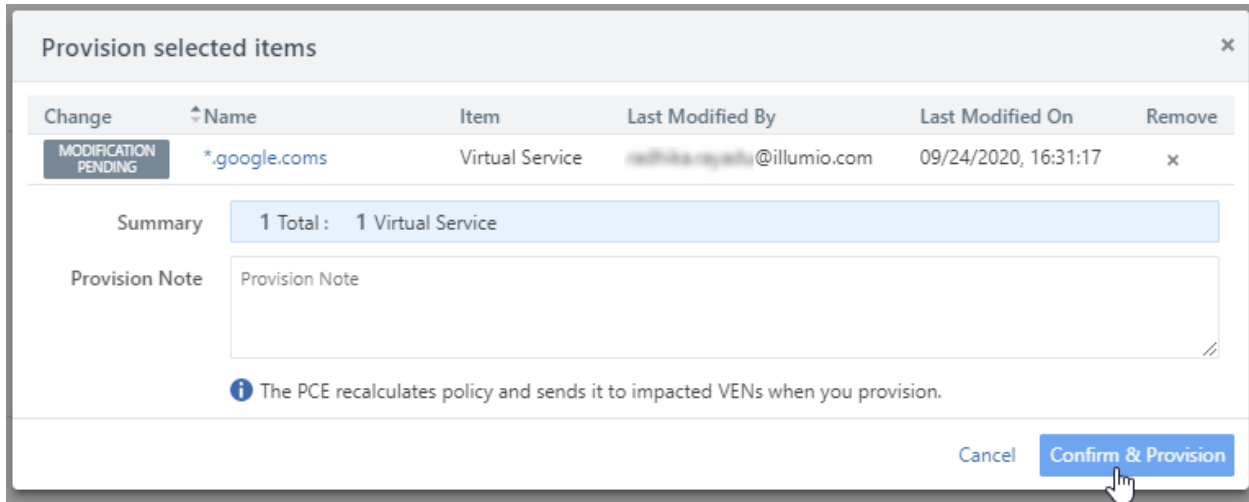 Provision selected items
Change Name Item Last Modified By Last Modified On Remove
MODIFICATION
PENDING
*.google.coms Virtual Service @illumio.com 09/24/2020, 16:31:17
Summary 1 Total : 1 Virtual Service
Provision Note Provision Note
The PCE recalculates policy and sends it to impacted VENs when you provision.
Cancel Confirm & Provision